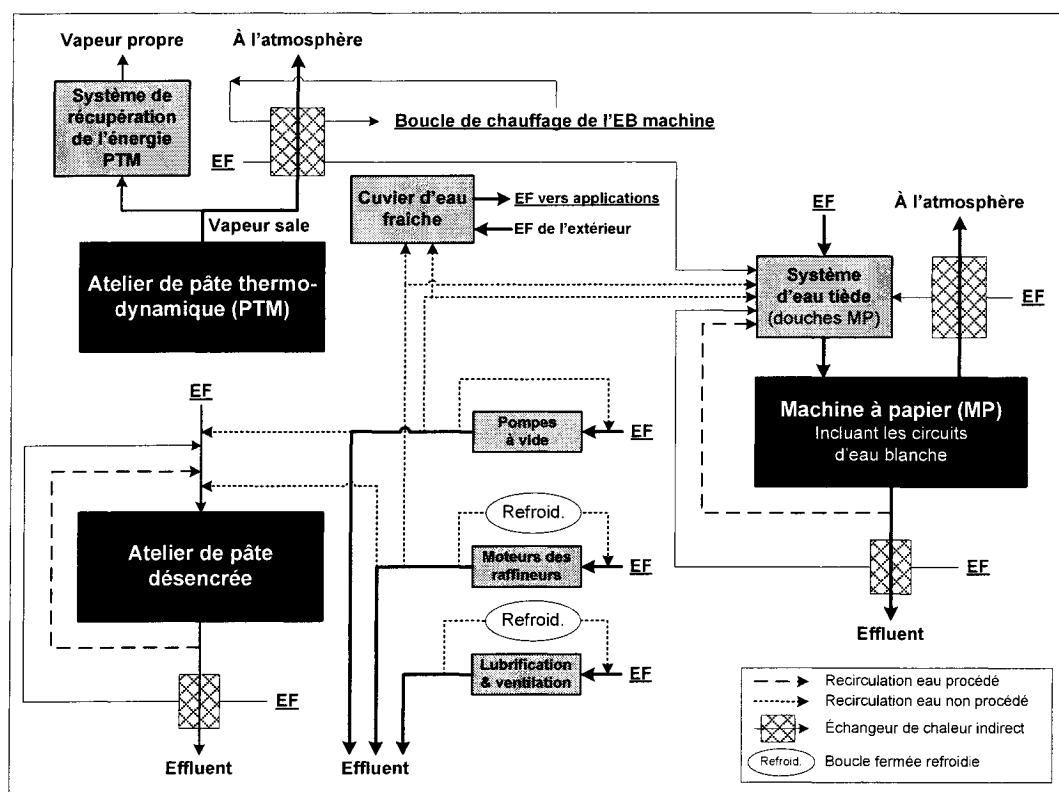 Vapeur propre
À l'atmosphère
Système de
récupération
de l'énergie
PTM
Boucle de chauffage de l'EB machine
EF
Vapeur sale
Atelier de pâte thermo-
dynamique (PTM)
Cuvier d'eau
fraîche
EF vers applications
EF de l'extérieur
EF
À l'atmosphère
Système
d'eau tiède
(douches MP)
EF
Machine à papier (MP)
Incluant les circuits
d'eau blanche
EF
Effluent
EF
Atelier de pâte
désencrée
EF
Effluent
Pompes
à vide
EF
Refroid.
Moteurs des
raffineurs
EF
Refroid.
Lubrification
& ventilation
EF
Effluent
Recirculation eau procédé
Recirculation eau non procédé
Échangeur de chaleur indirect
Refroid.
Boucle fermée refroidie